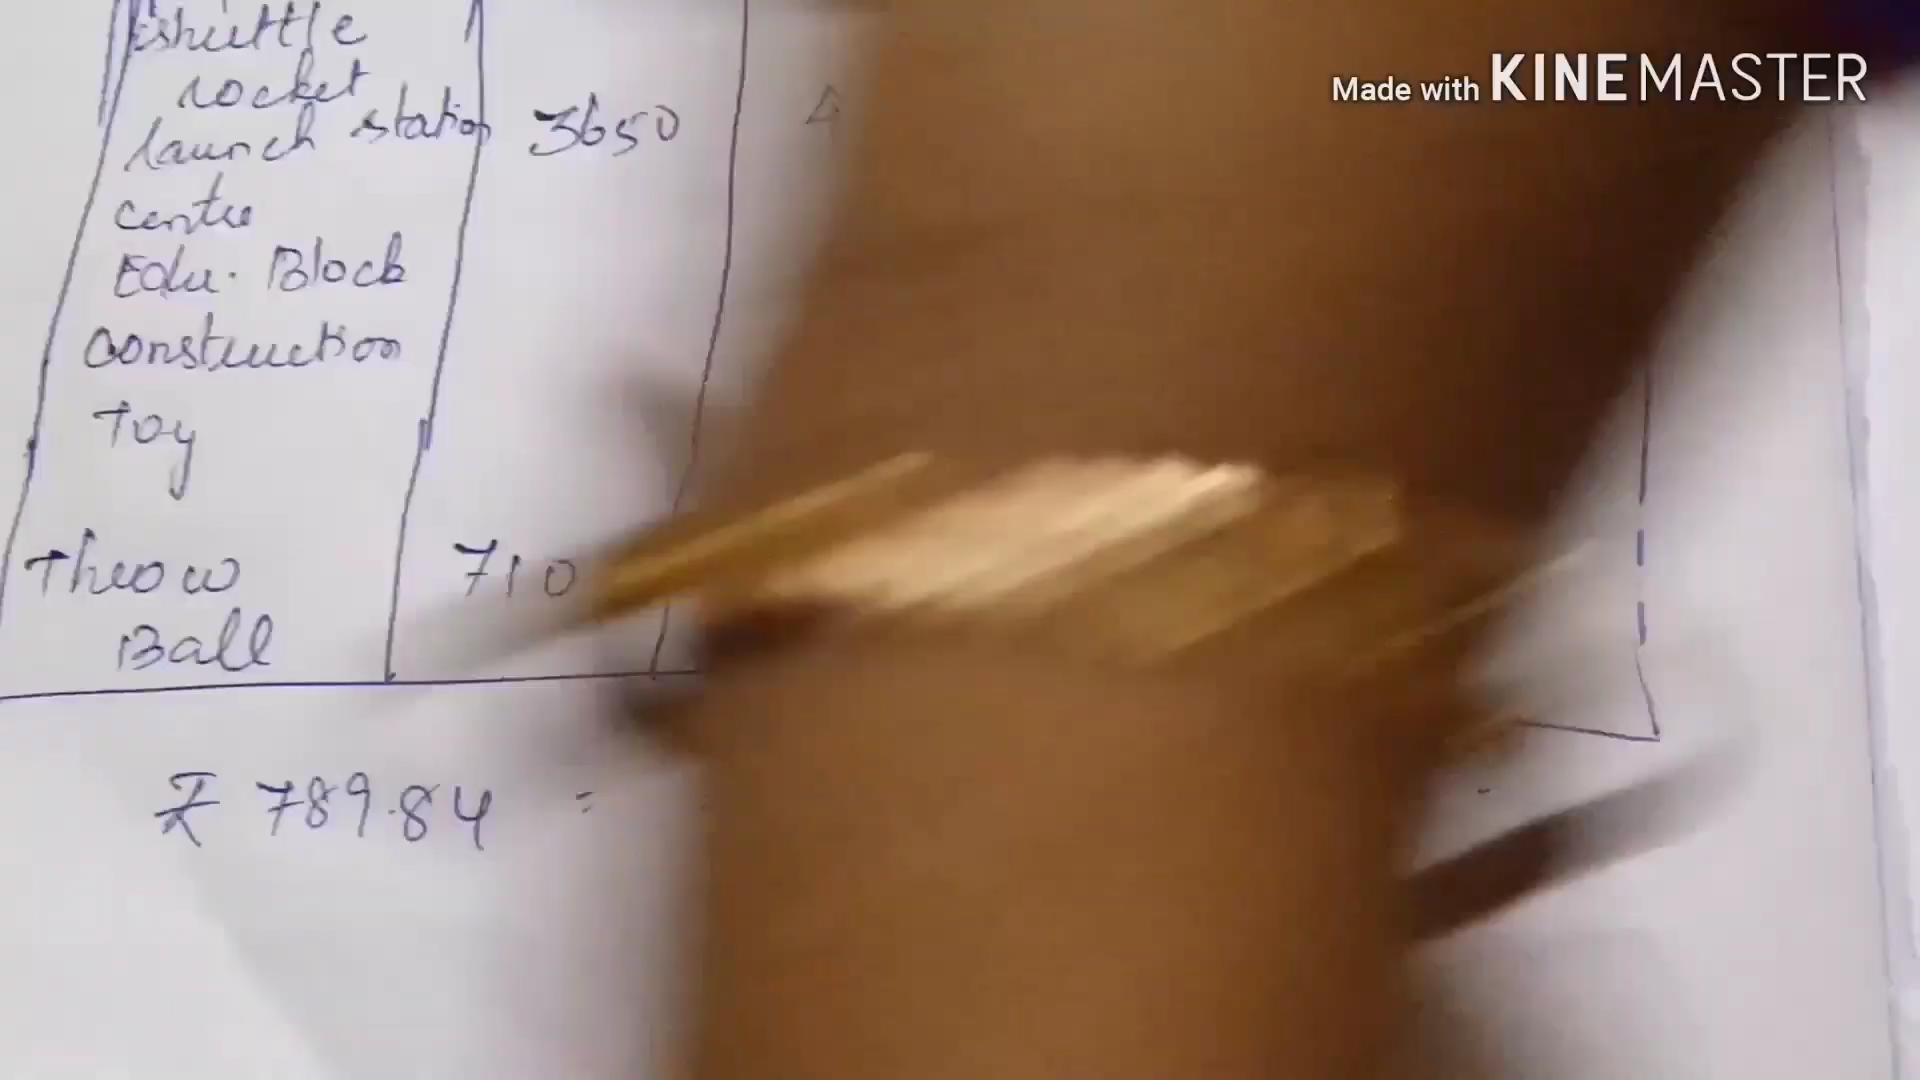 Made with KINEMASTER
shuttle
rocket
launch station 3650
centre
Edu. Block
construction
Toy
Throw 710
Ball
₹ 789.84 =